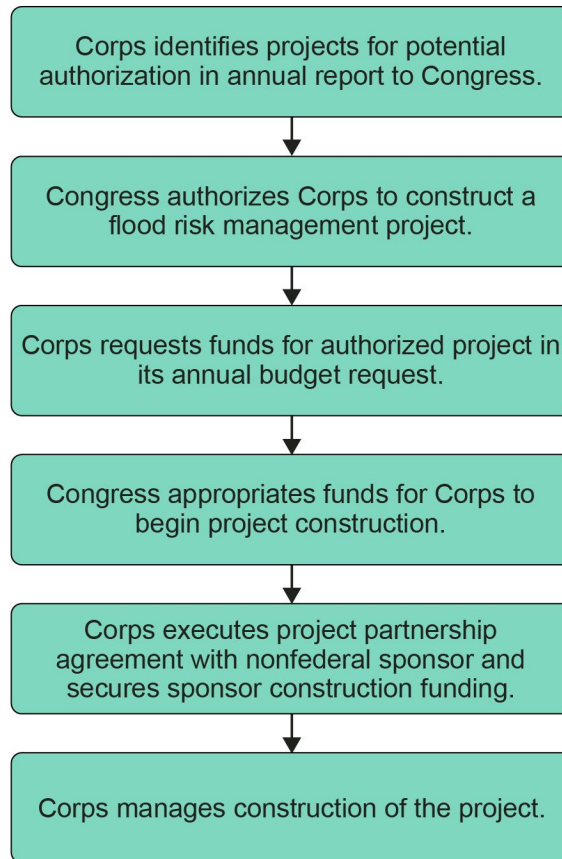 Corps identifies projects for potential
authorization in annual report to Congress.
Congress authorizes Corps to construct a
flood risk management project.
Corps requests funds for authorized project in
its annual budget request.
Congress appropriates funds for Corps to
begin project construction.
Corps executes project partnership
agreement with nonfederal sponsor and
secures sponsor construction funding.
Corps manages construction of the project.